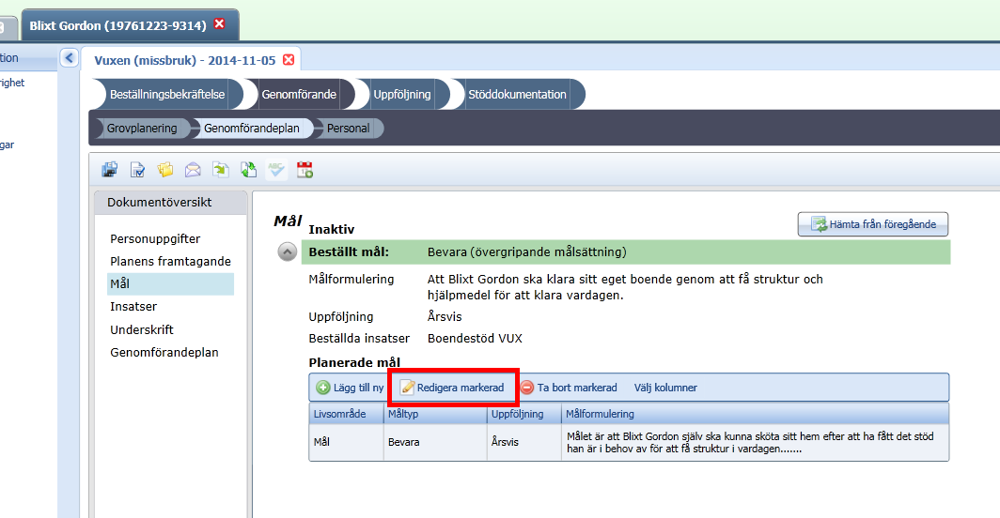 Blixt Gordon (19761223-9314)
tion
Vuxen (missbruk) - 2014-11-05
righet
Beställningsbekräftelse Genomförande Uppföljning Stöddokumentation
Grovplanering Genomförandeplan Personal
gar
ABC
Dokumentöversikt
Personuppgifter
Planens framtagande
Mål
Insatser
Underskrift
Genomförandeplan
Mål
Inaktiv
Hämta från föregående
Beställt mål: Bevara (övergripande målsättning)
Målformulering Att Blixt Gordon ska klara sitt eget boende genom att få struktur och
hjälpmedel för att klara vardagen.
Uppföljning Årsvis
Beställda insatser Boendestöd VUX
Planerade mål
Lägg till ny Redigera markerad Ta bort markerad Välj kolumner
Livsområde Måltyp Uppföljning Målformulering
Mål Bevara Årsvis Målet är att Blixt Gordon själv ska kunna sköta sitt hem efter att ha fått det stöd
han är i behov av för att få struktur i vardagen.......